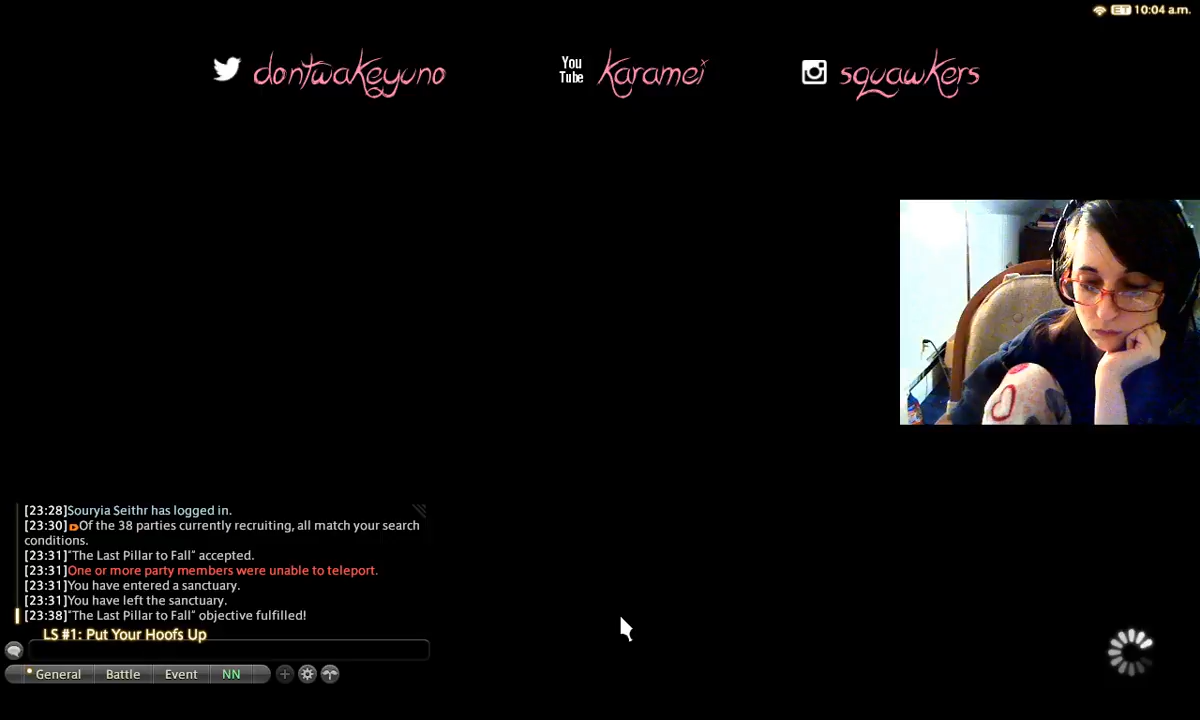 ET 10:04 a.m.
dontwakeyuno
You
Tube
karamei
squawkers
[23:28]Souryia Seithr has logged in.
[23:30]Of the 38 parties currently recruiting, all match your search
conditions.
[23:31]"The Last Pillar to Fall" accepted.
[23:31]One or more party members were unable to teleport.
[23:31]You have entered a sanctuary.
[23:31]You have left the sanctuary.
[23:38]"The Last Pillar to Fall" objective fulfilled!
LS #1: Put Your Hoofs Up
General Battle Event NN